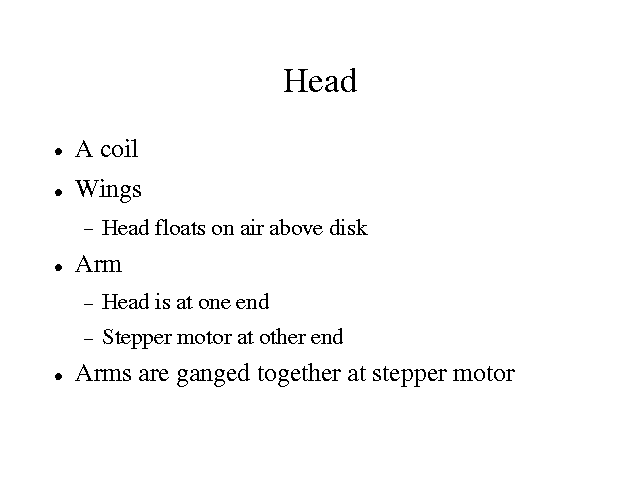 Head
• A coil
• Wings
– Head floats on air above disk
• Arm
– Head is at one end
– Stepper motor at other end
• Arms are ganged together at stepper motor